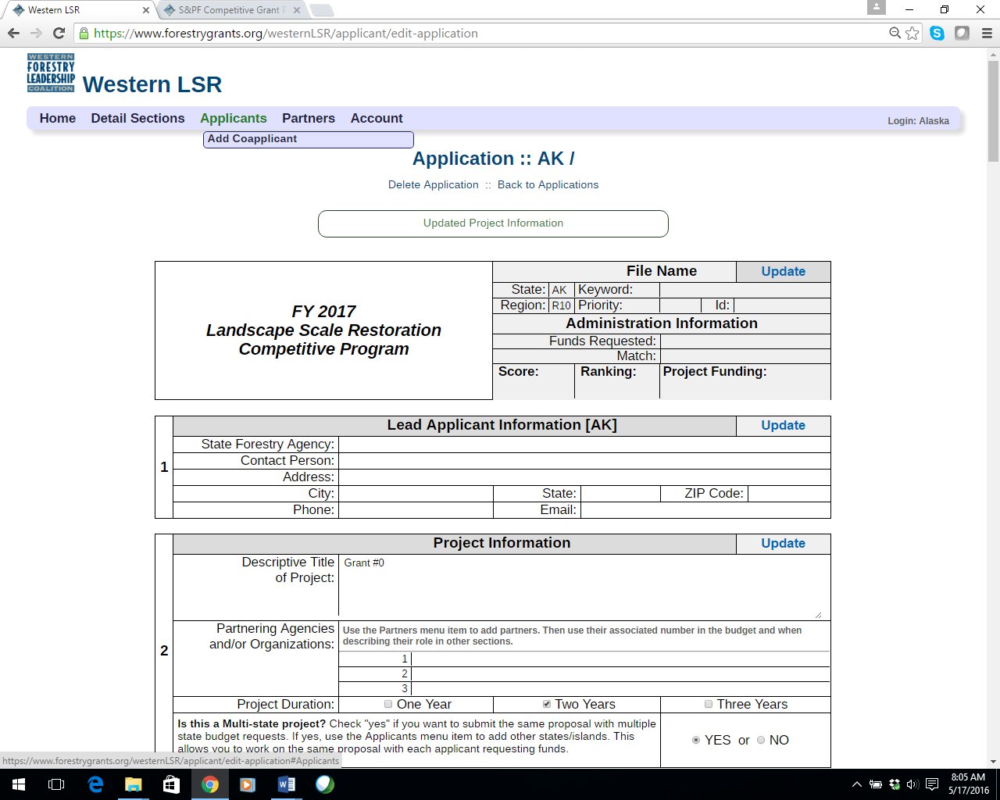 Western LSR
S&PF Competitive Grant
https://www.forestrygrants.org/westernLSR/applicant/edit-application
WESTERN
FORESTRY
LEADERSHIP
COALITION
Western LSR
Home Detail Sections Applicants Partners Account
Login: Alaska
Add Coapplicant
Application :: AK /
Delete Application :: Back to Applications
Updated Project Information
FY 2017
Landscape Scale Restoration
Competitive Program
File Name Update
State: AK Keyword:
Region: R10 Priority: Id:
Administration Information
Funds Requested:
Match:
Score: Ranking: Project Funding:
Lead Applicant Information [AK] Update
1
State Forestry Agency:
Contact Person:
Address:
City: State: ZIP Code:
Phone: Email:
Project Information Update
2
Descriptive Title
of Project:
Grant #0
Partnering Agencies
and/or Organizations:
Use the Partners menu item to add partners. Then use their associated number in the budget and when
describing their role in other sections.
1
2
3
Project Duration: One Year Two Years Three Years
Is this a Multi-state project? Check "yes" if you want to submit the same proposal with multiple
state budget requests. If yes, use the Applicants menu item to add other states/islands. This
allows you to work on the same proposal with each applicant requesting funds.
YES or NO
https://www.forestrygrants.org/westernLSR/applicant/edit-application#Applicants
8:05 AM
5/17/2016